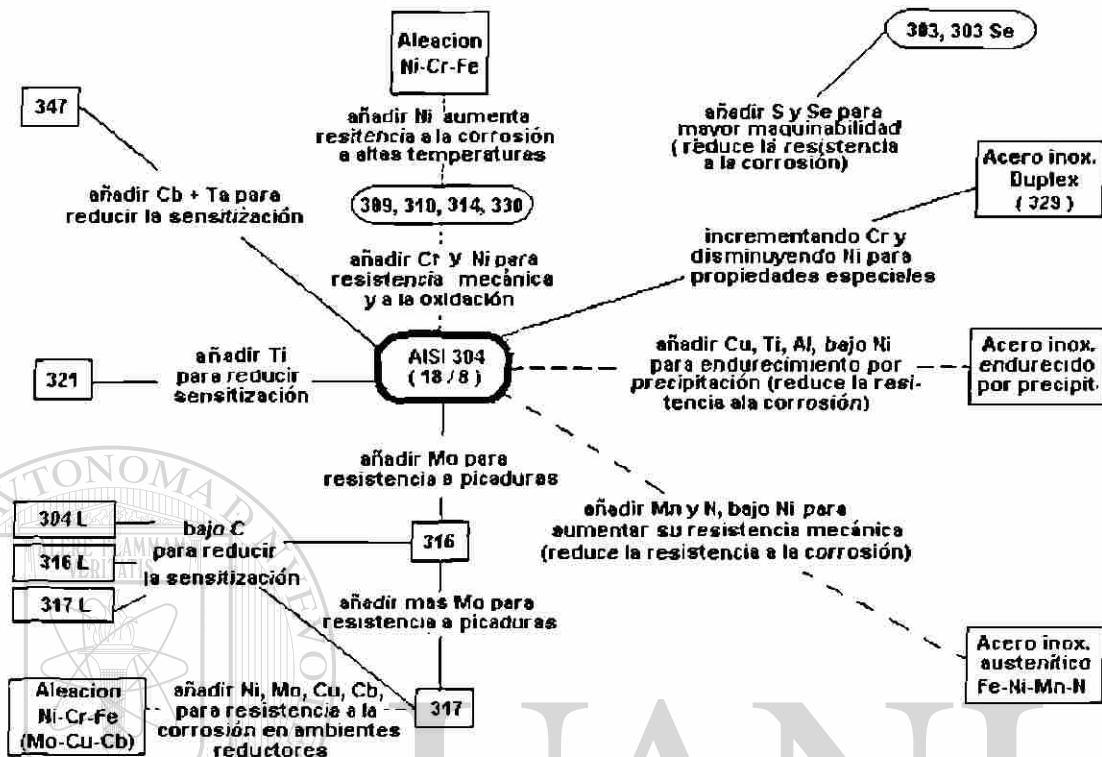 Aleacion
Ni-Cr-Fe
303, 303 Se
347
añadir Ni aumenta
resitencia a la corrosión
a altas temperaturas
añadir S y Se para
mayor maquinabilidad
( reduce la resistencia
a la corrosión)
Acero inox.
Duplex
( 329 )
añadir Cb + Ta para
reducir la sensitización
309, 310, 314, 330
incrementando Cr y
disminuyendo Ni para
propiedades especiales
añadir Cr y Ni para
resistencia mecánica
y a la oxidación
AISI 304
( 18 / 8 )
321
añadir Ti
para reducir
sensitización
añadir Cu, Ti, Al, bajo Ni
para endurecimiento por
precipitación (reduce la resi-
tencia ala corrosión)
Acero inox.
endurecido
por precipit.
añadir Mo para
resistencia a picaduras
304 L
316 L
317 L
bajo C
para reducir
la sensitización
316
añadir Mn y N, bajo Ni para
aumentar su resistencia mecánica
(reduce la resistencia a la corrosión)
añadir mas Mo para
resistencia a picaduras
Acero inox.
austenítico
Fe-Ni-Mn-N
Aleacion
Ni-Cr-Fe
(Mo-Cu-Cb)
añadir Ni, Mo, Cu, Cb,
para resistencia a la
corrosión en ambientes
reductores
317
UANL